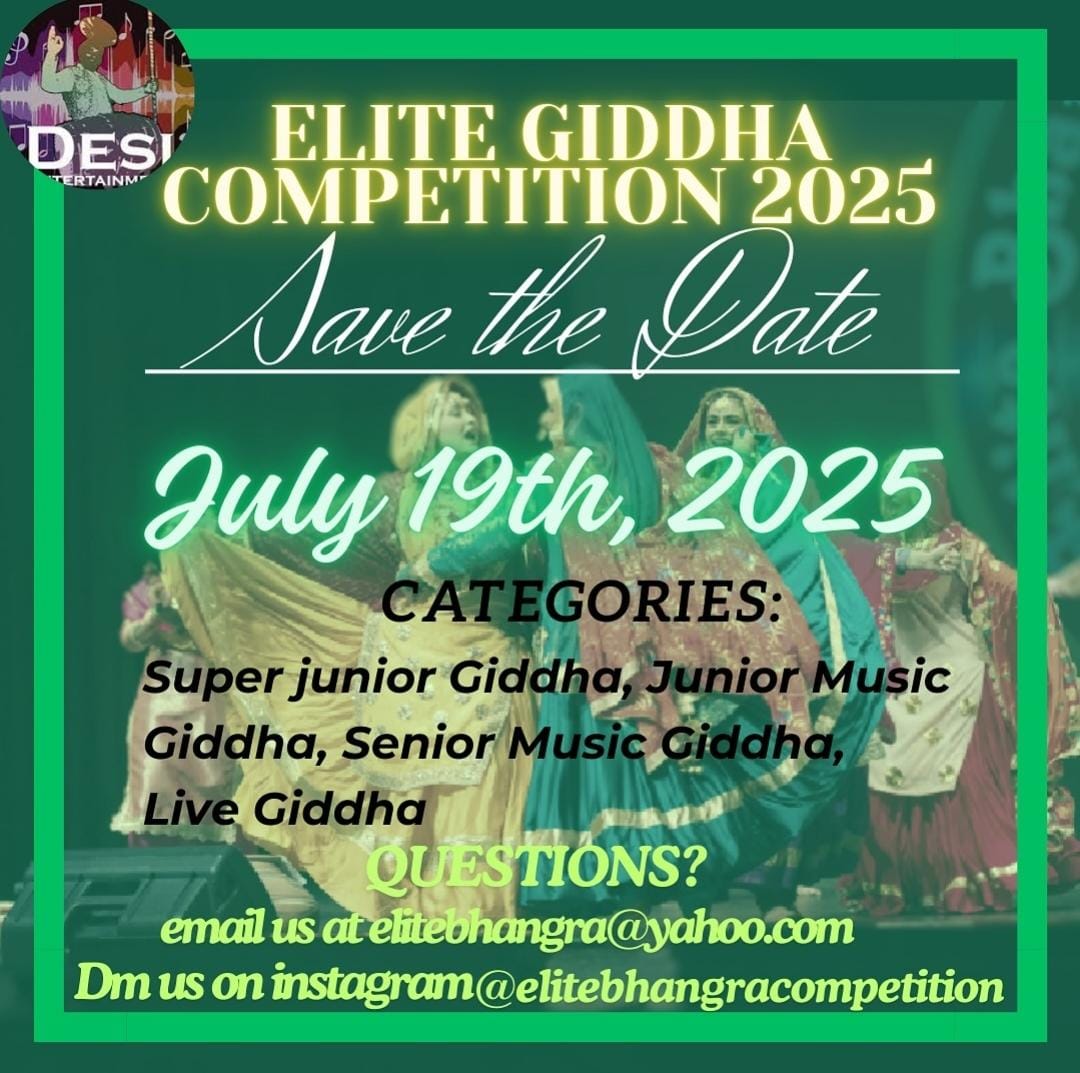 DESI
ELITE GIDDHA
COMPETITION 2025
Save the Date
July 19th, 2025
CATEGORIES:
Super junior Giddha, Junior Music
Giddha, Senior Music Giddha,
Live Giddha
QUESTIONS?
email us at elitebhangra@yahoo.com
Dm us on instagram@elitebhangracompetition